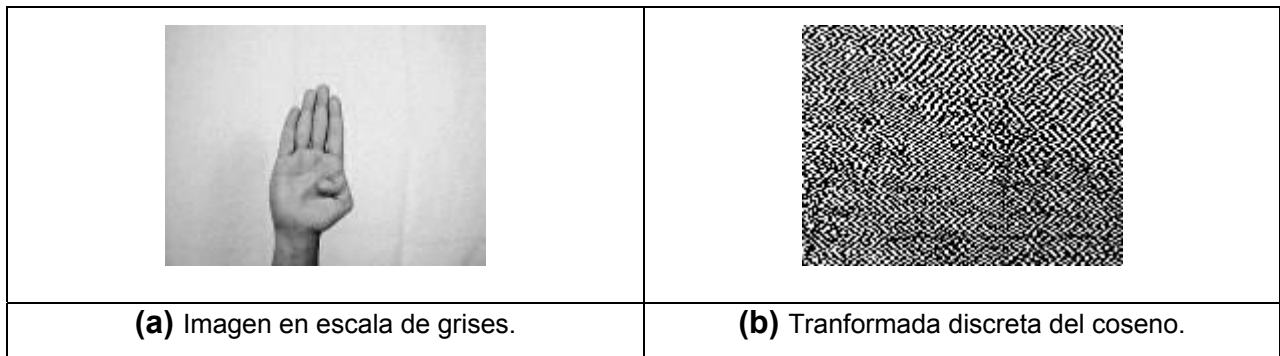 (a) Imagen en escala de grises.
(b) Tranformada discreta del coseno.